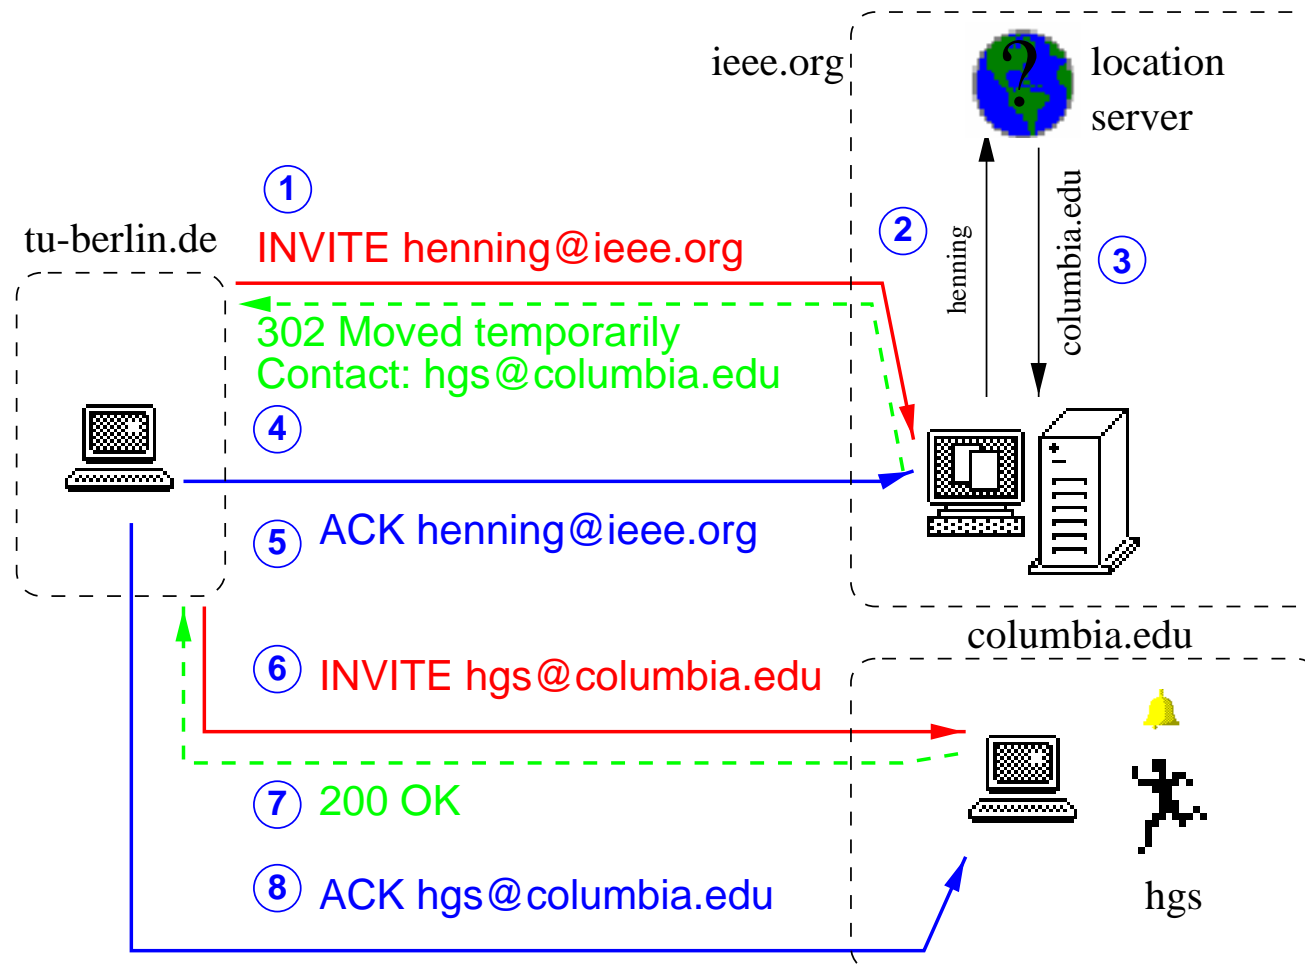 ieee.org
?
location
server
1
tu-berlin.de
INVITE henning@ieee.org
2
henning
columbia.edu
3
302 Moved temporarily
Contact: hgs@columbia.edu
4
5
ACK henning@ieee.org
columbia.edu
6
INVITE hgs@columbia.edu
7
200 OK
8
ACK hgs@columbia.edu
hgs